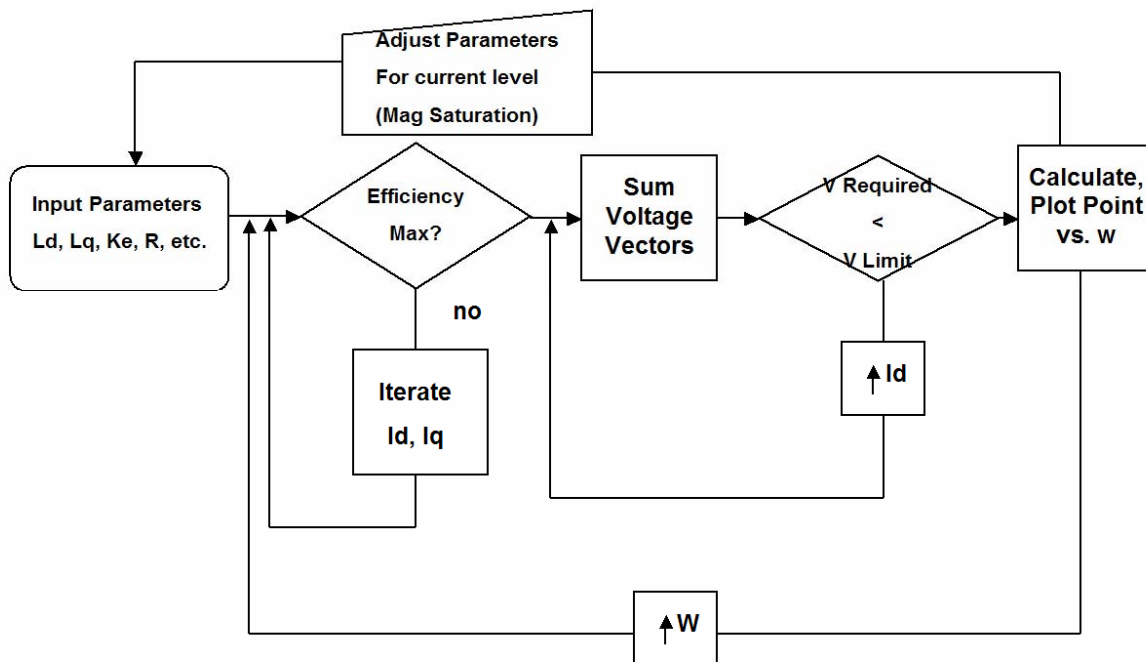 Adjust Parameters
For current level
(Mag Saturation)
Input Parameters
Ld, Lq, Ke, R, etc.
Efficiency
Max?
no
Iterate
Id, Iq
Sum
Voltage
Vectors
V Required
<
V Limit
Id
Calculate,
Plot Point
vs. w
W